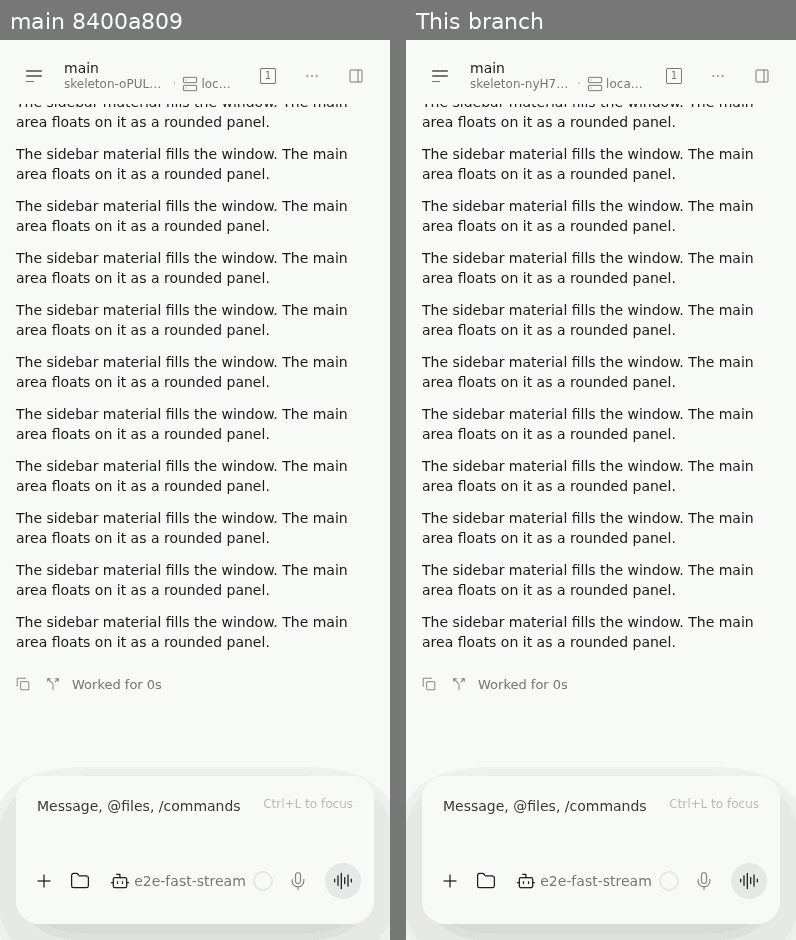 main 8400a809
main
skeleton-oPUL... · loc...
1
The sidebar material fills the window. The main
area floats on it as a rounded panel.
The sidebar material fills the window. The main
area floats on it as a rounded panel.
The sidebar material fills the window. The main
area floats on it as a rounded panel.
The sidebar material fills the window. The main
area floats on it as a rounded panel.
The sidebar material fills the window. The main
area floats on it as a rounded panel.
The sidebar material fills the window. The main
area floats on it as a rounded panel.
The sidebar material fills the window. The main
area floats on it as a rounded panel.
The sidebar material fills the window. The main
area floats on it as a rounded panel.
The sidebar material fills the window. The main
area floats on it as a rounded panel.
The sidebar material fills the window. The main
area floats on it as a rounded panel.
The sidebar material fills the window. The main
area floats on it as a rounded panel.
Worked for 0s
Message, @files, /commands Ctrl+L to focus
e2e-fast-stream
This branch
main
skeleton-nyH7... · loca...
1
The sidebar material fills the window. The main
area floats on it as a rounded panel.
The sidebar material fills the window. The main
area floats on it as a rounded panel.
The sidebar material fills the window. The main
area floats on it as a rounded panel.
The sidebar material fills the window. The main
area floats on it as a rounded panel.
The sidebar material fills the window. The main
area floats on it as a rounded panel.
The sidebar material fills the window. The main
area floats on it as a rounded panel.
The sidebar material fills the window. The main
area floats on it as a rounded panel.
The sidebar material fills the window. The main
area floats on it as a rounded panel.
The sidebar material fills the window. The main
area floats on it as a rounded panel.
The sidebar material fills the window. The main
area floats on it as a rounded panel.
The sidebar material fills the window. The main
area floats on it as a rounded panel.
Worked for 0s
Message, @files, /commands Ctrl+L to focus
e2e-fast-stream